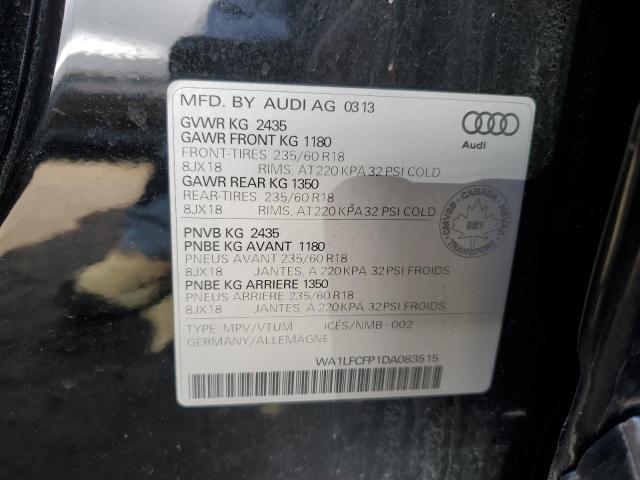 MFD. BY AUDI AG 0313
GVWR KG 2435
GAWR FRONT KG 1180
FRONT-TIRES 235/60 R18
8JX18 RIMS, AT 220 KPA 32 PSI COLD
GAWR REAR KG 1350
REAR-TIRES 235/60 R18
8JX18 RIMS, AT 220 KPA 32 PSI COLD
PNVB KG 2435
PNBE KG AVANT 1180
PNEUS AVANT 235/60 R18
8JX18 JANTES, A 220 KPA 32 PSI FROIDS
PNBE KG ARRIERE 1350
PNEUS ARRIERE 235/60 R18
8JX18 JANTES, A 220 KPA 32 PSI FROIDS
TYPE: MPV/VTUM ICES/NMB-002
GERMANY/ALLEMAGNE
WA1LFCFP1DA083515
Audi
CANADA
TRANSPORT